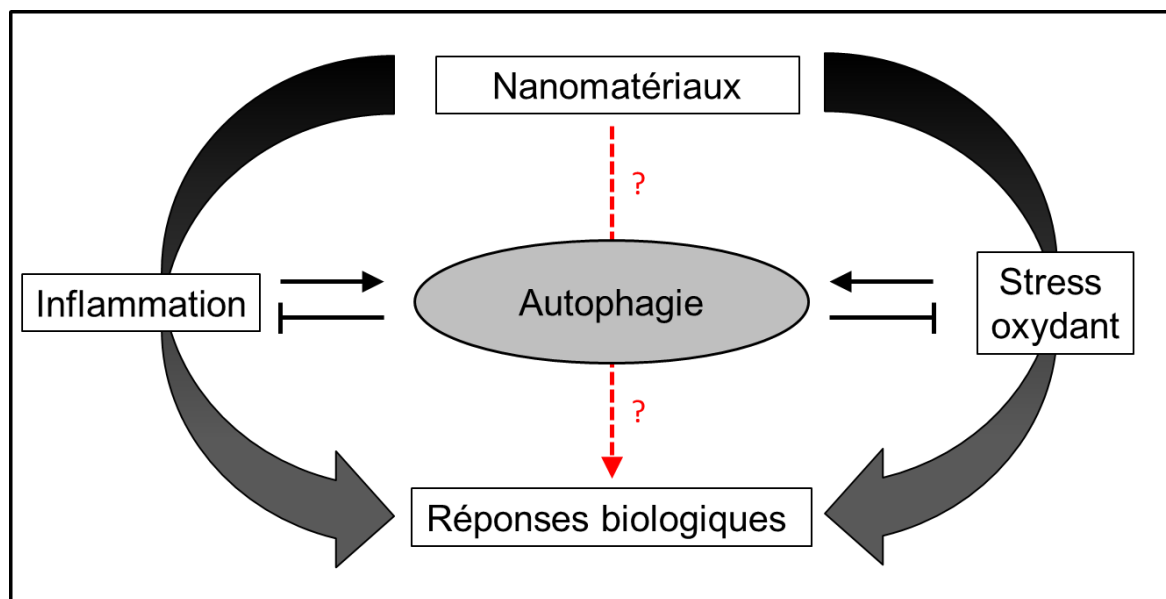 Nanomatériaux
?
Inflammation
Autophagie
Stress
oxydant
?
Réponses biologiques